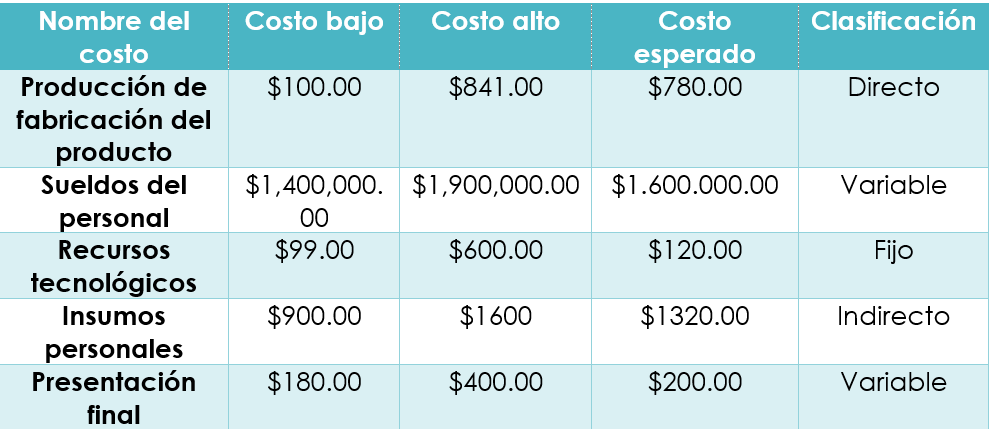 Nombre del Costo bajo Costo alto Costo Clasificación
costo esperado
Producción de $100.00 $841.00 $780.00 Directo
fabricación del
producto
Sueldos del $1,400,000. $1,900,000.00 $1.600.000.00 Variable
personal 00
Recursos $99.00 $600.00 $120.00 Fijo
tecnológicos
Insumos $900.00 $1600 $1320.00 Indirecto
personales
Presentación $180.00 $400.00 $200.00 Variable
final